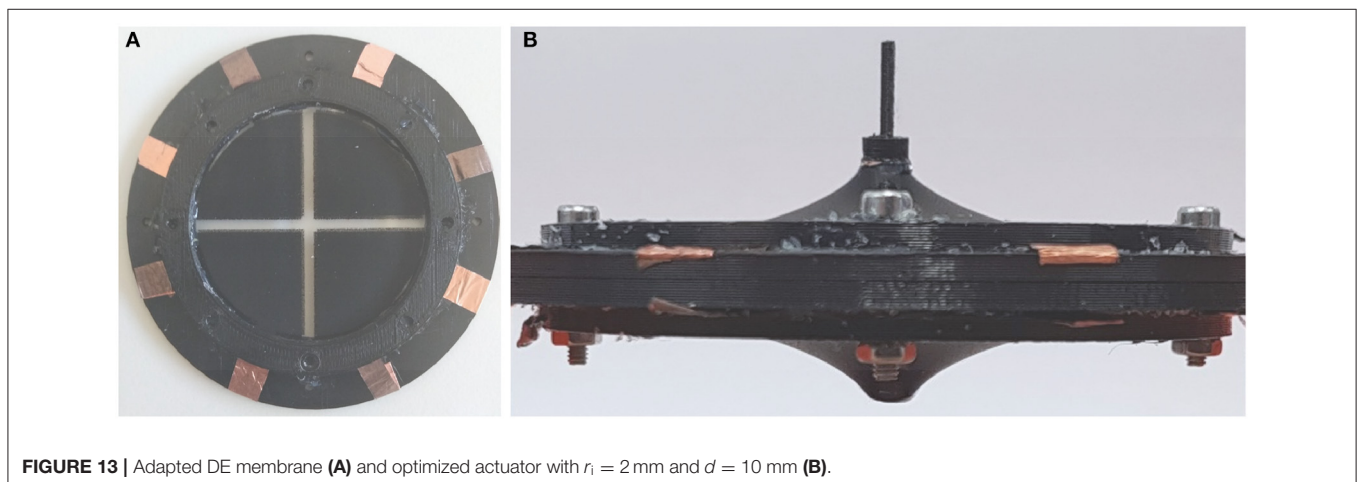 A
B
FIGURE 13 | Adapted DE membrane (A) and optimized actuator with rᵢ = 2 mm and d = 10 mm (B).